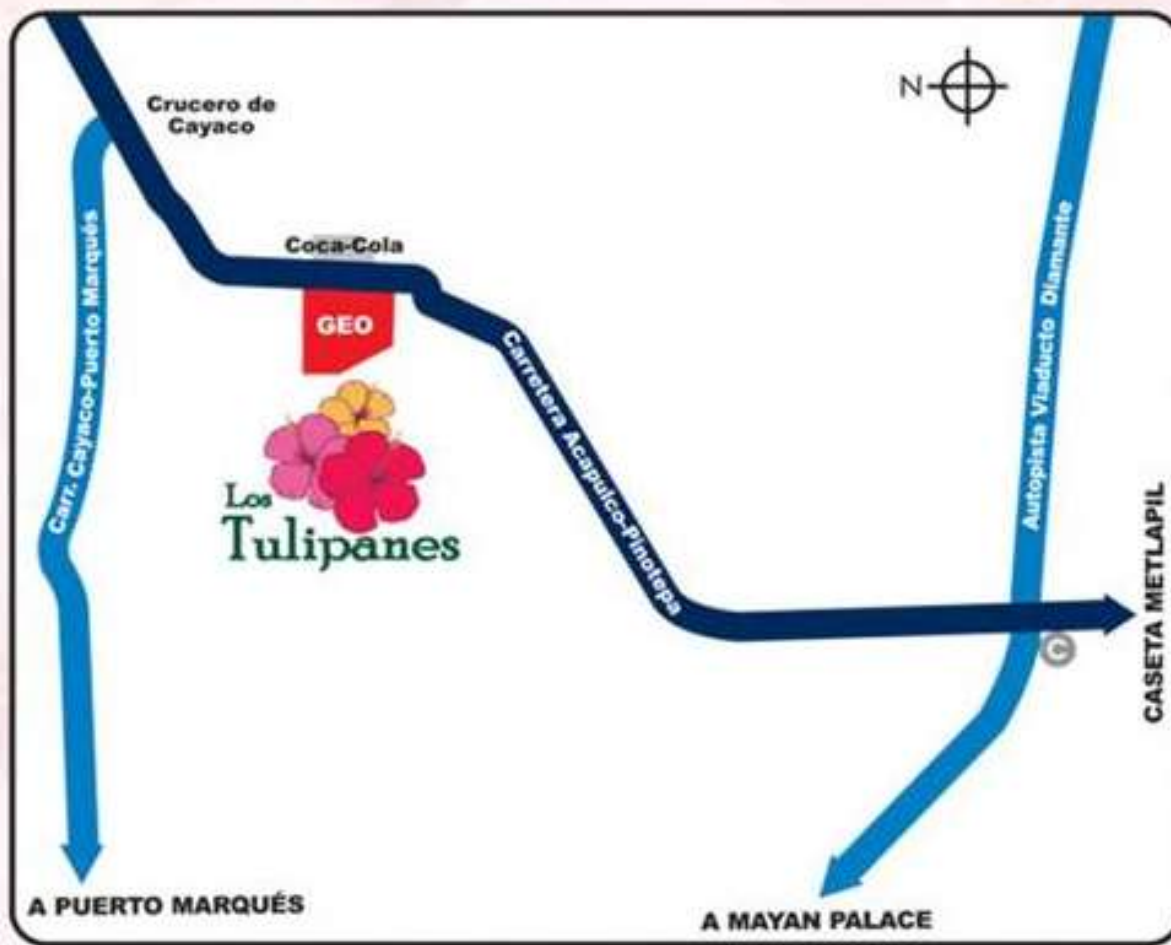 Crucero de
Cayaco
N
Coca-Cola
GEO
Los
Tulipanes
Carr. Cayaco-Puerto Marqués
Carretera Acapulco-Pinotepa
Autopista Viaducto Diamante
CASETA METLAPIL
C
A PUERTO MARQUÉS
A MAYAN PALACE